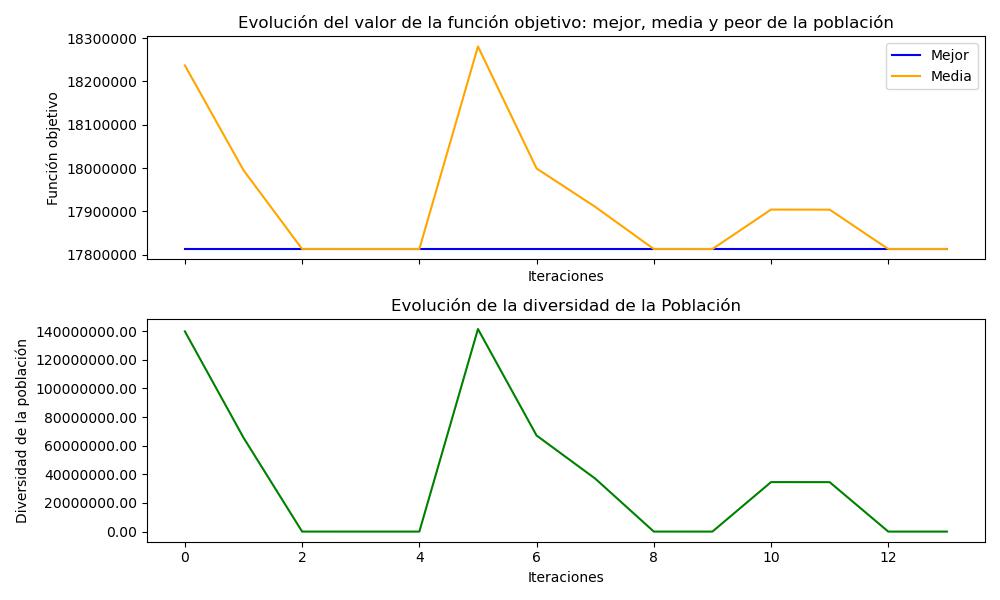 Evolución del valor de la función objetivo: mejor, media y peor de la población
18300000
18200000
18100000
18000000
17900000
17800000
Función objetivo
Mejor
Media
Iteraciones
Evolución de la diversidad de la Población
140000000.00
120000000.00
100000000.00
80000000.00
60000000.00
40000000.00
20000000.00
0.00
Diversidad de la población
0 2 4 6 8 10 12
Iteraciones